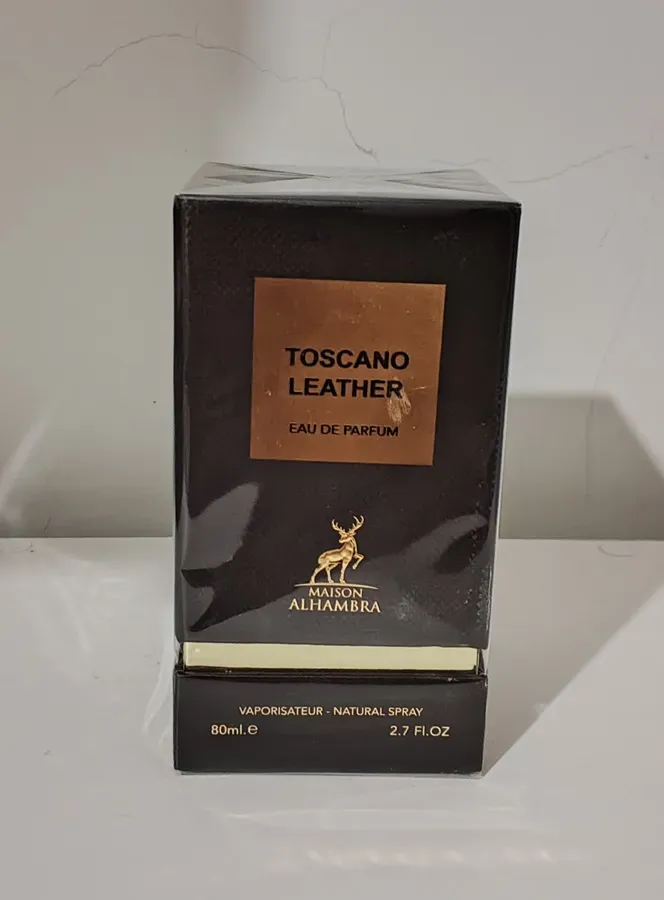 TOSCANO
LEATHER
EAU DE PARFUM
MAISON
ALHAMBRA
VAPORISATEUR - NATURAL SPRAY
80ml.e 2.7 Fl.OZ